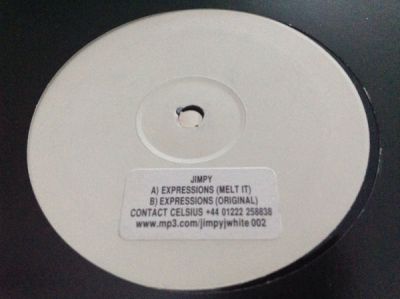 JIMPY
A) EXPRESSIONS (MELT IT)
B) EXPRESSIONS (ORIGINAL)
CONTACT CELSIUS +44 01222 258838
www.mp3.com/jimpyjwhite 002